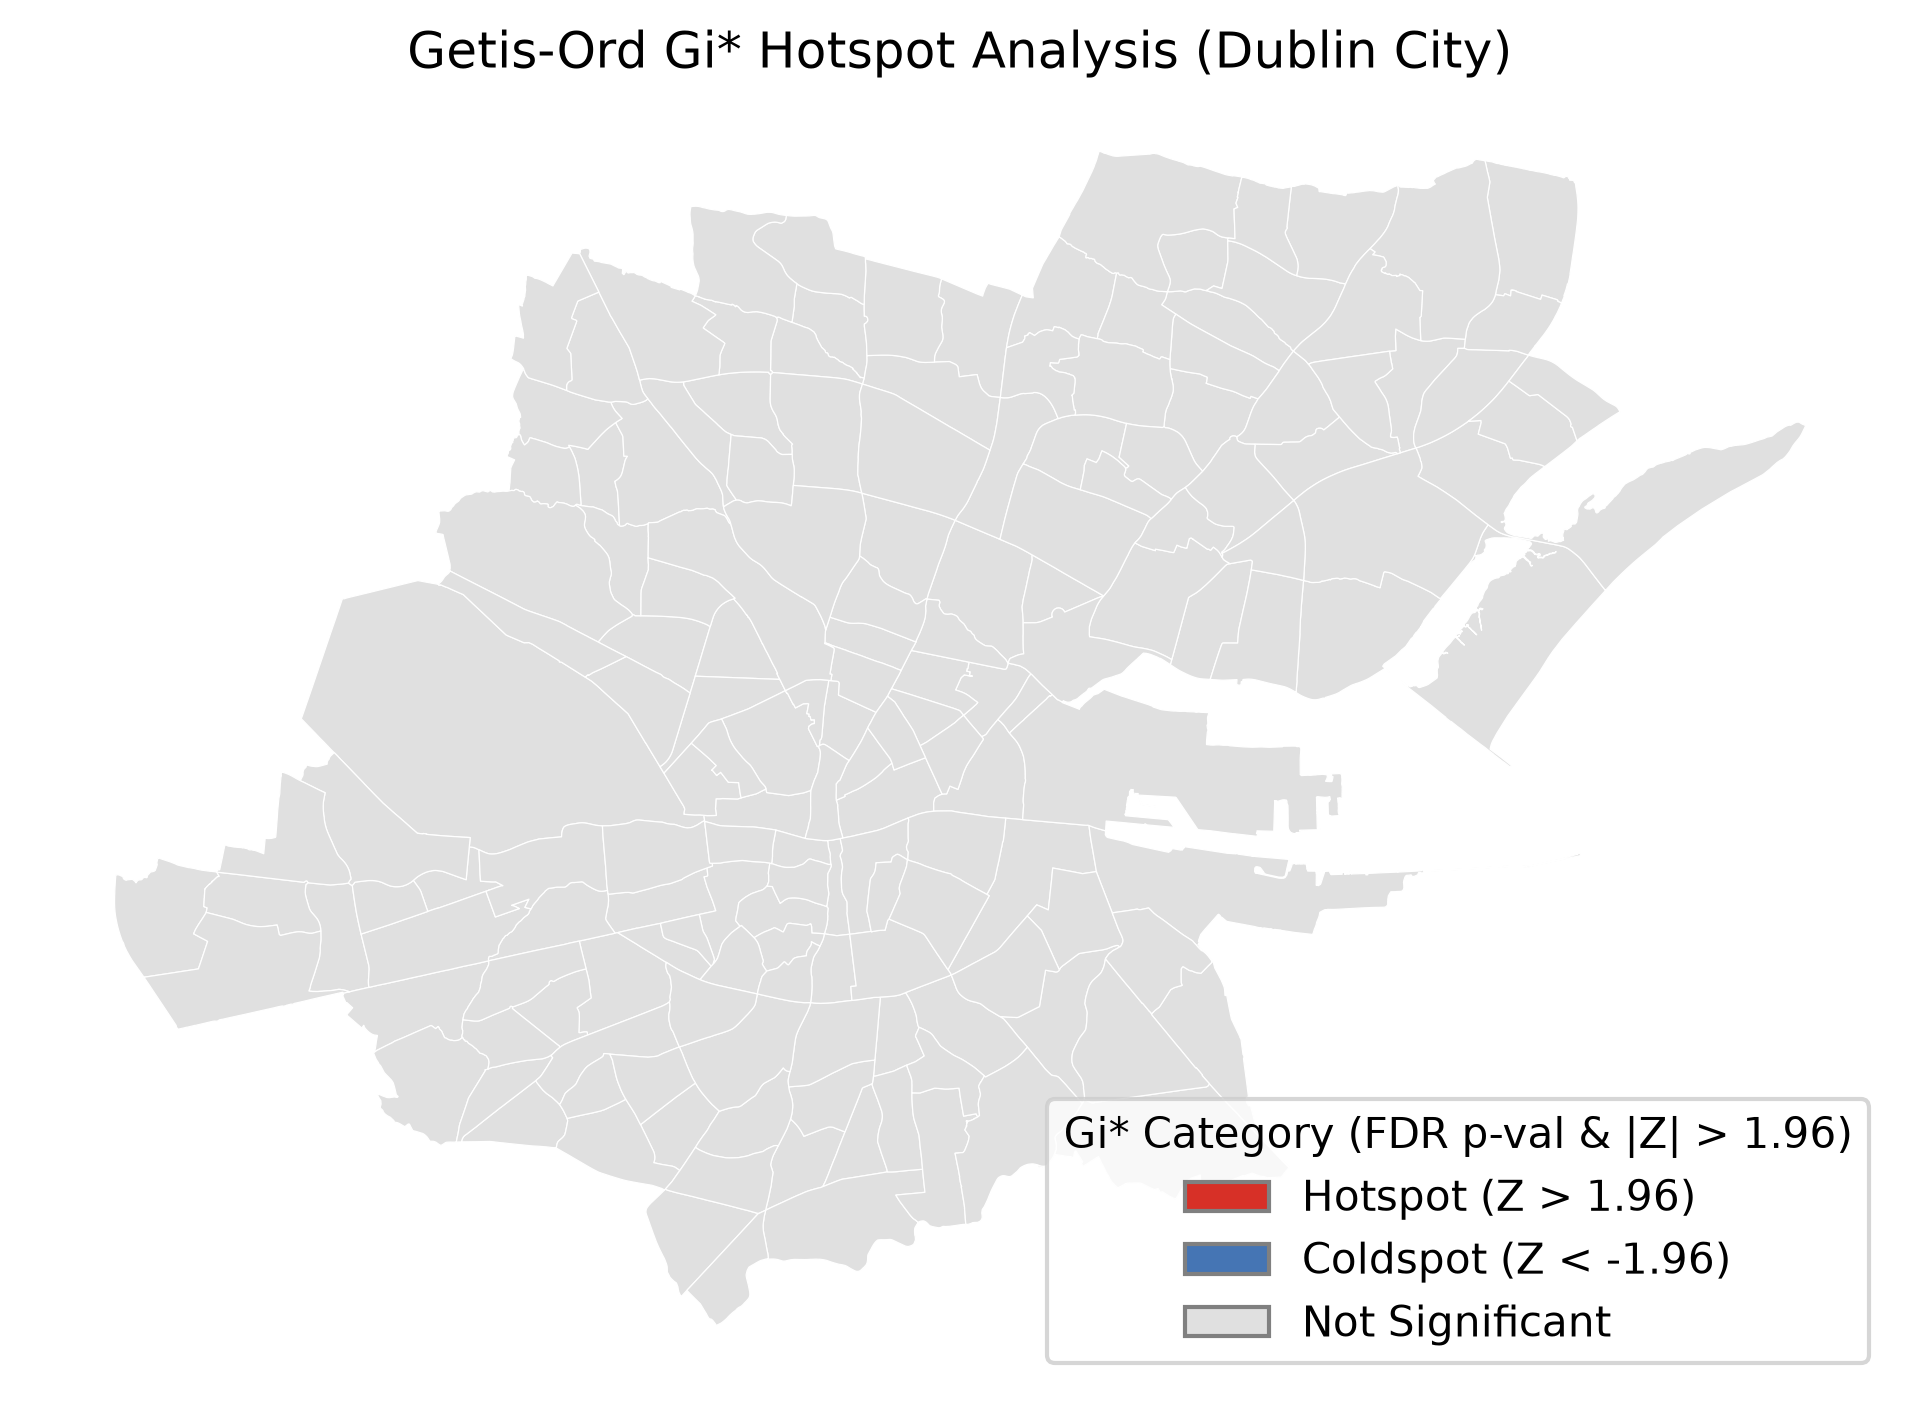 Getis-Ord Gi* Hotspot Analysis (Dublin City)
Gi* Category (FDR p-val & |Z| > 1.96)
Hotspot (Z > 1.96)
Coldspot (Z < -1.96)
Not Significant